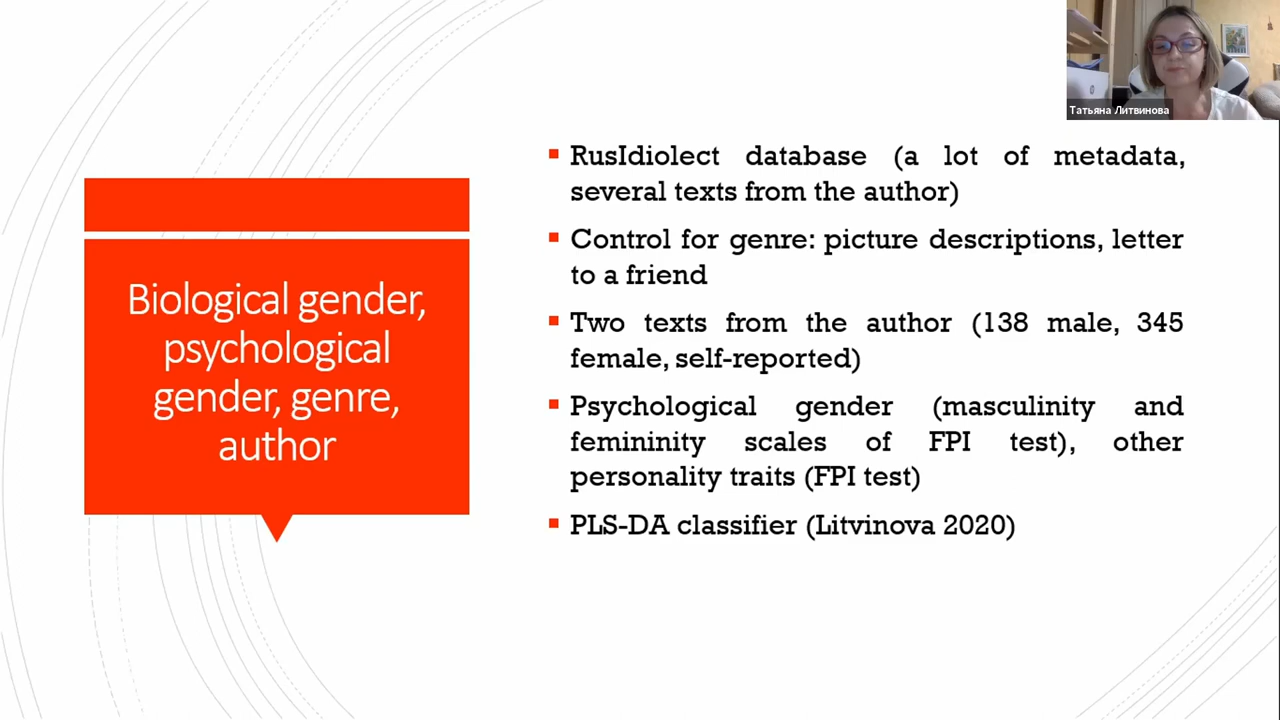 Татьяна Литвинова
Biological gender,
psychological
gender, genre,
author
RusIdiolect database (a lot of metadata,
several texts from the author)
Control for genre: picture descriptions, letter
to a friend
Two texts from the author (138 male, 345
female, self-reported)
Psychological gender (masculinity and
femininity scales of FPI test), other
personality traits (FPI test)
PLS-DA classifier (Litvinova 2020)